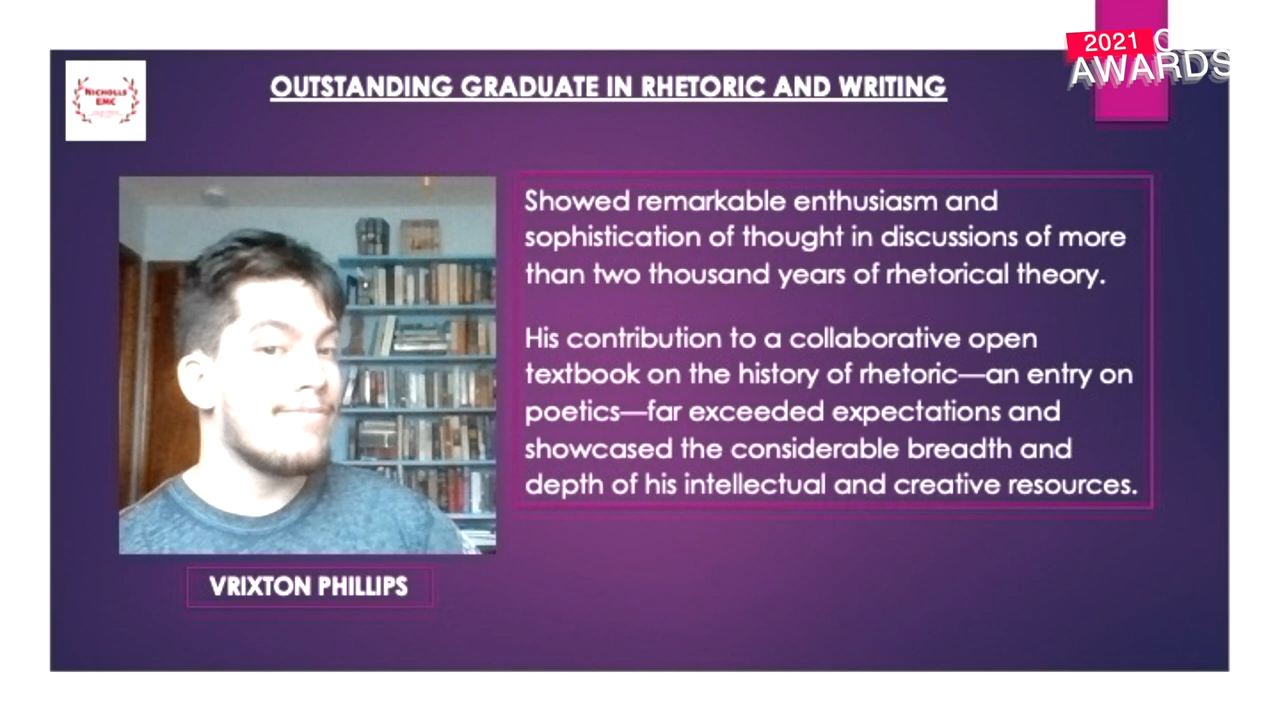 2021
AWARDS
OUTSTANDING GRADUATE IN RHETORIC AND WRITING
NICHOLLS
EMC
Showed remarkable enthusiasm and
sophistication of thought in discussions of more
than two thousand years of rhetorical theory.
His contribution to a collaborative open
textbook on the history of rhetoric—an entry on
poetics—far exceeded expectations and
showcased the considerable breadth and
depth of his intellectual and creative resources.
VRIXTON PHILLIPS